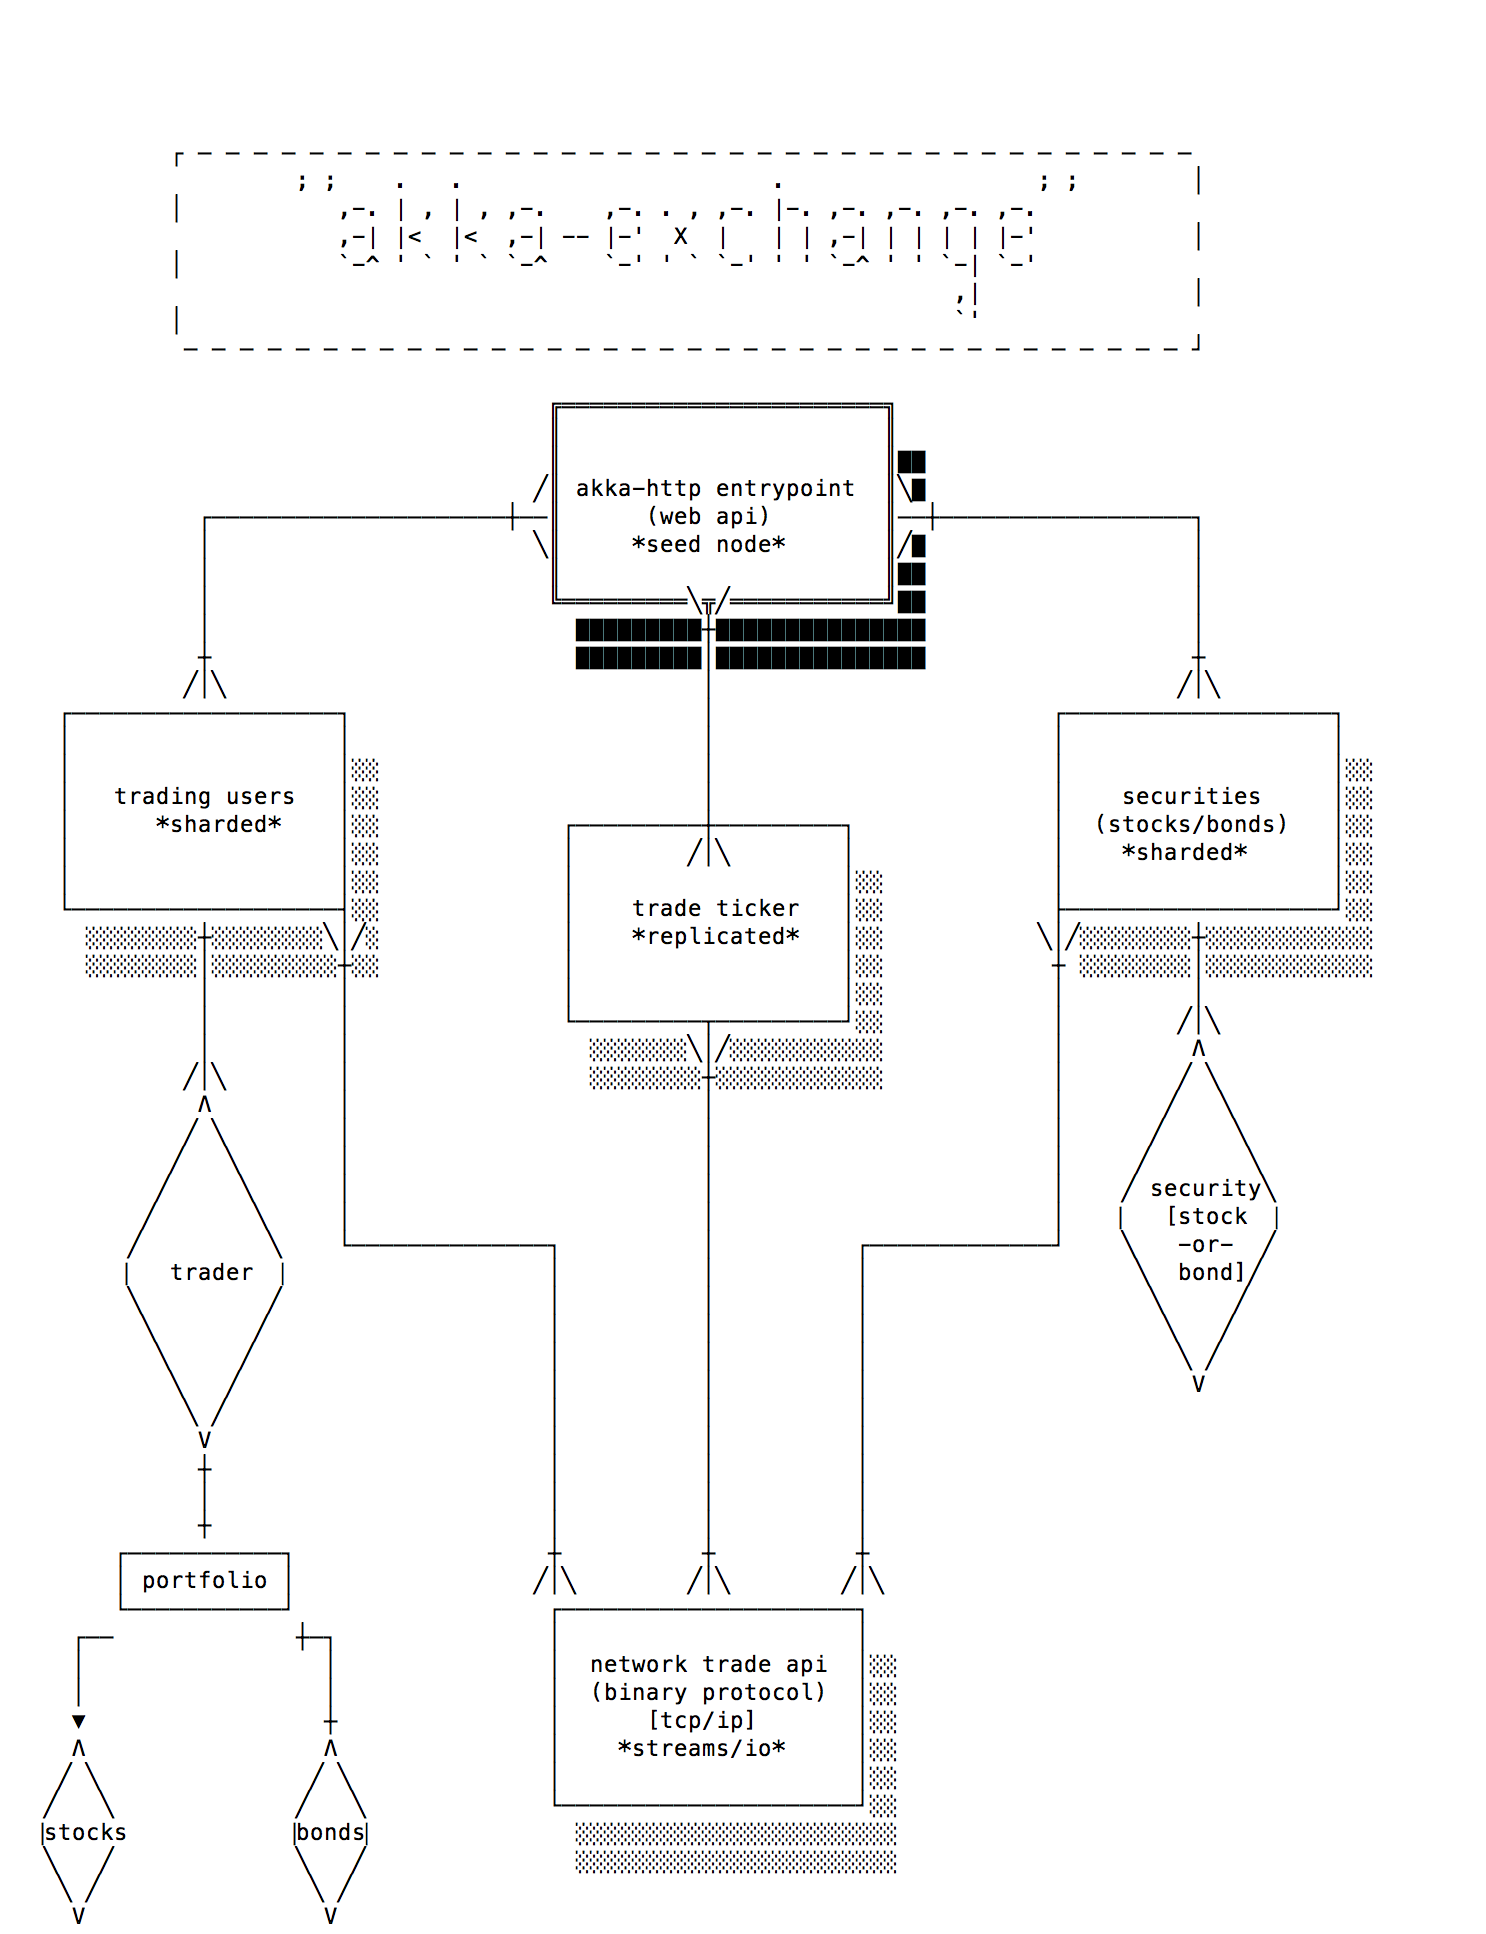 akka-exchange
akka-http entrypoint
(web api)
*seed node*
trading users
*sharded*
securities
(stocks/bonds)
*sharded*
trade ticker
*replicated*
security
[stock
-or-
bond]
trader
portfolio
network trade api
(binary protocol)
[tcp/ip]
*streams/io*
stocks
bonds